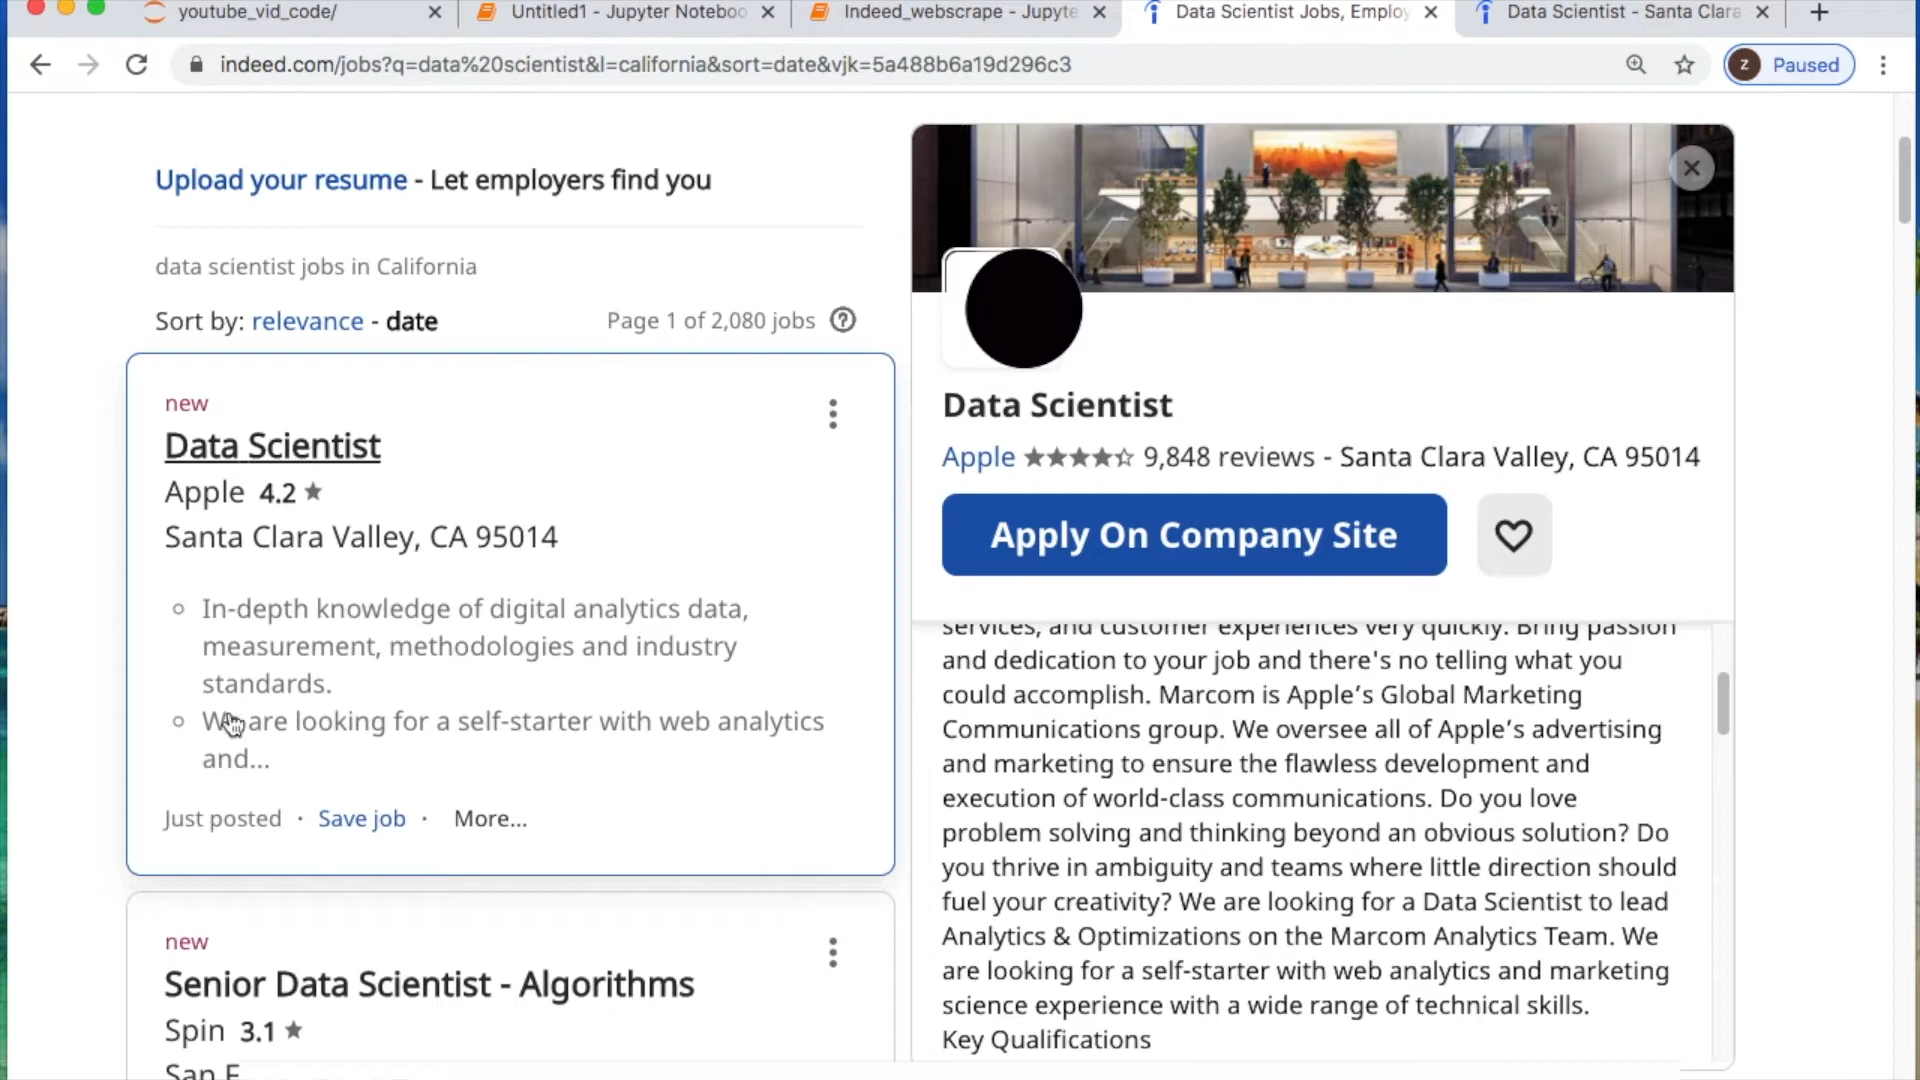 youtube_vid_code/
Untitled1 - Jupyter Noteboo
Indeed_webscrape - Jupyte
Data Scientist Jobs, Employ
Data Scientist - Santa Clara
indeed.com/jobs?q=data%20scientist&l=california&sort=date&vjk=5a488b6a19d296c3
Z Paused
Upload your resume - Let employers find you
data scientist jobs in California
Sort by: relevance - date
Page 1 of 2,080 jobs
new
Data Scientist
Apple 4.2
Santa Clara Valley, CA 95014
In-depth knowledge of digital analytics data,
measurement, methodologies and industry
standards.
We are looking for a self-starter with web analytics
and...
Just posted · Save job · More...
new
Senior Data Scientist - Algorithms
Spin 3.1
San F
Data Scientist
Apple 9,848 reviews - Santa Clara Valley, CA 95014
Apply On Company Site
services, and customer experiences very quickly. Bring passion
and dedication to your job and there's no telling what you
could accomplish. Marcom is Apple’s Global Marketing
Communications group. We oversee all of Apple’s advertising
and marketing to ensure the flawless development and
execution of world-class communications. Do you love
problem solving and thinking beyond an obvious solution? Do
you thrive in ambiguity and teams where little direction should
fuel your creativity? We are looking for a Data Scientist to lead
Analytics & Optimizations on the Marcom Analytics Team. We
are looking for a self-starter with web analytics and marketing
science experience with a wide range of technical skills.
Key Qualifications